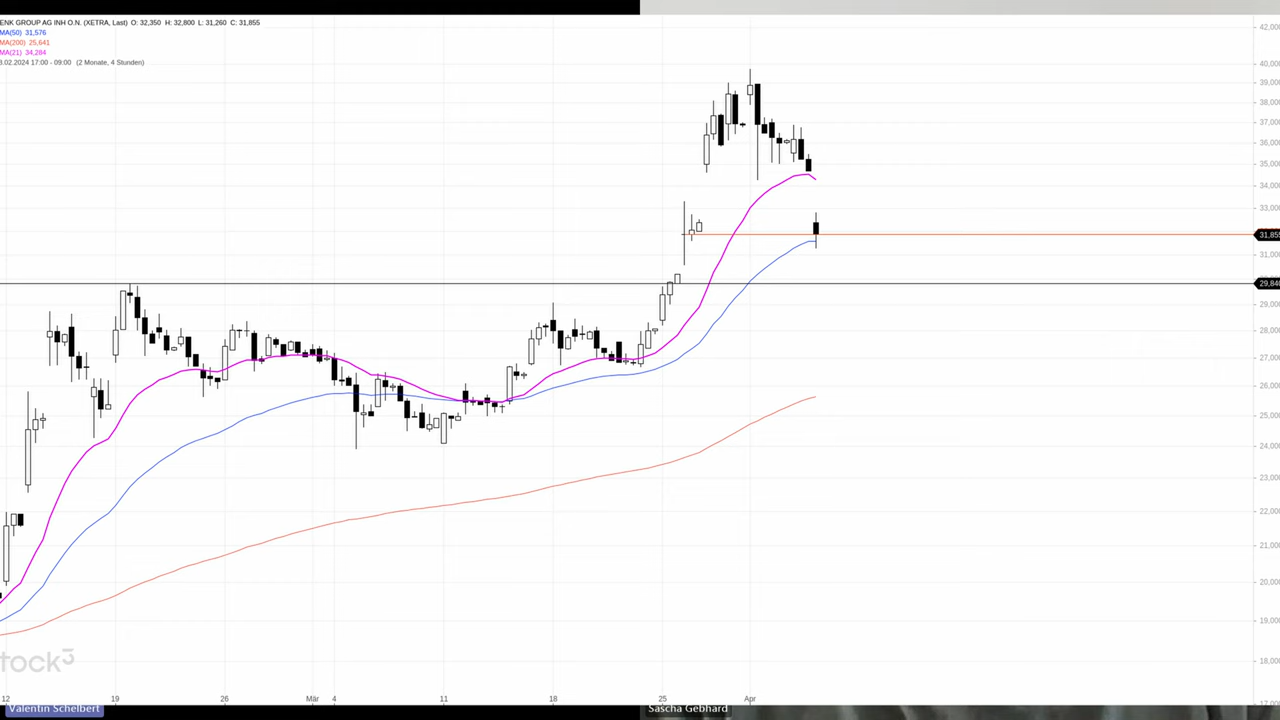 ENK GROUP AG INH O.N. (XETRA, Last) O: 32,350 H: 32,800 L: 31,260 C: 31,855
MA(50) 31,576
MA(200) 25,641
MA(21) 34,284
.02.2024 17:00 - 09:00 (2 Monate, 4 Stunden)
42,000
40,000
39,000
38,000
37,000
36,000
35,000
34,000
33,000
31,855
31,000
29,840
29,000
28,000
27,000
26,000
25,000
24,000
23,000
22,000
21,000
20,000
19,000
18,000
17,000
tock3
12 19 26 Mär 4 11 18 25 Apr
Valentin Schelbert
Sascha Gebhard